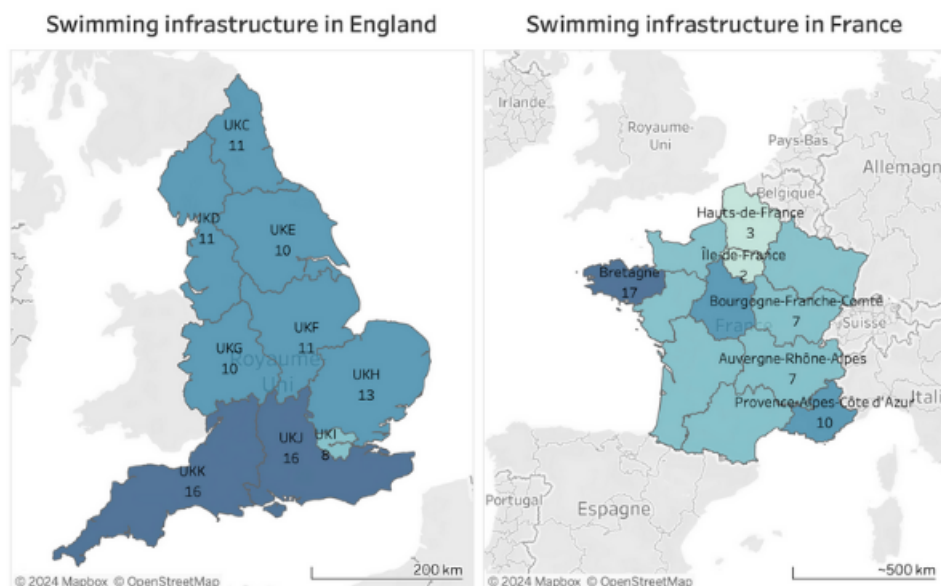 Swimming infrastructure in England
UKC
11
UKD
11
UKE
10
UKF
11
UKG
10
Royaume-
Uni
UKH
13
UKI
8
UKJ
16
UKK
16
200 km
© 2024 Mapbox © OpenStreetMap
Swimming infrastructure in France
Irlande
Royaume-
Uni
Pays-Bas
Allemagn
Belgique
Hauts-de-France
3
Île-de-France
2
Bretagne
17
Bourgogne-Franche-Comté
7
France
Suisse
Auvergne-Rhône-Alpes
7
Provence-Alpes-Côte d'Azur
10
Itali
Portugal
Espagne
~500 km
© 2024 Mapbox © OpenStreetMap